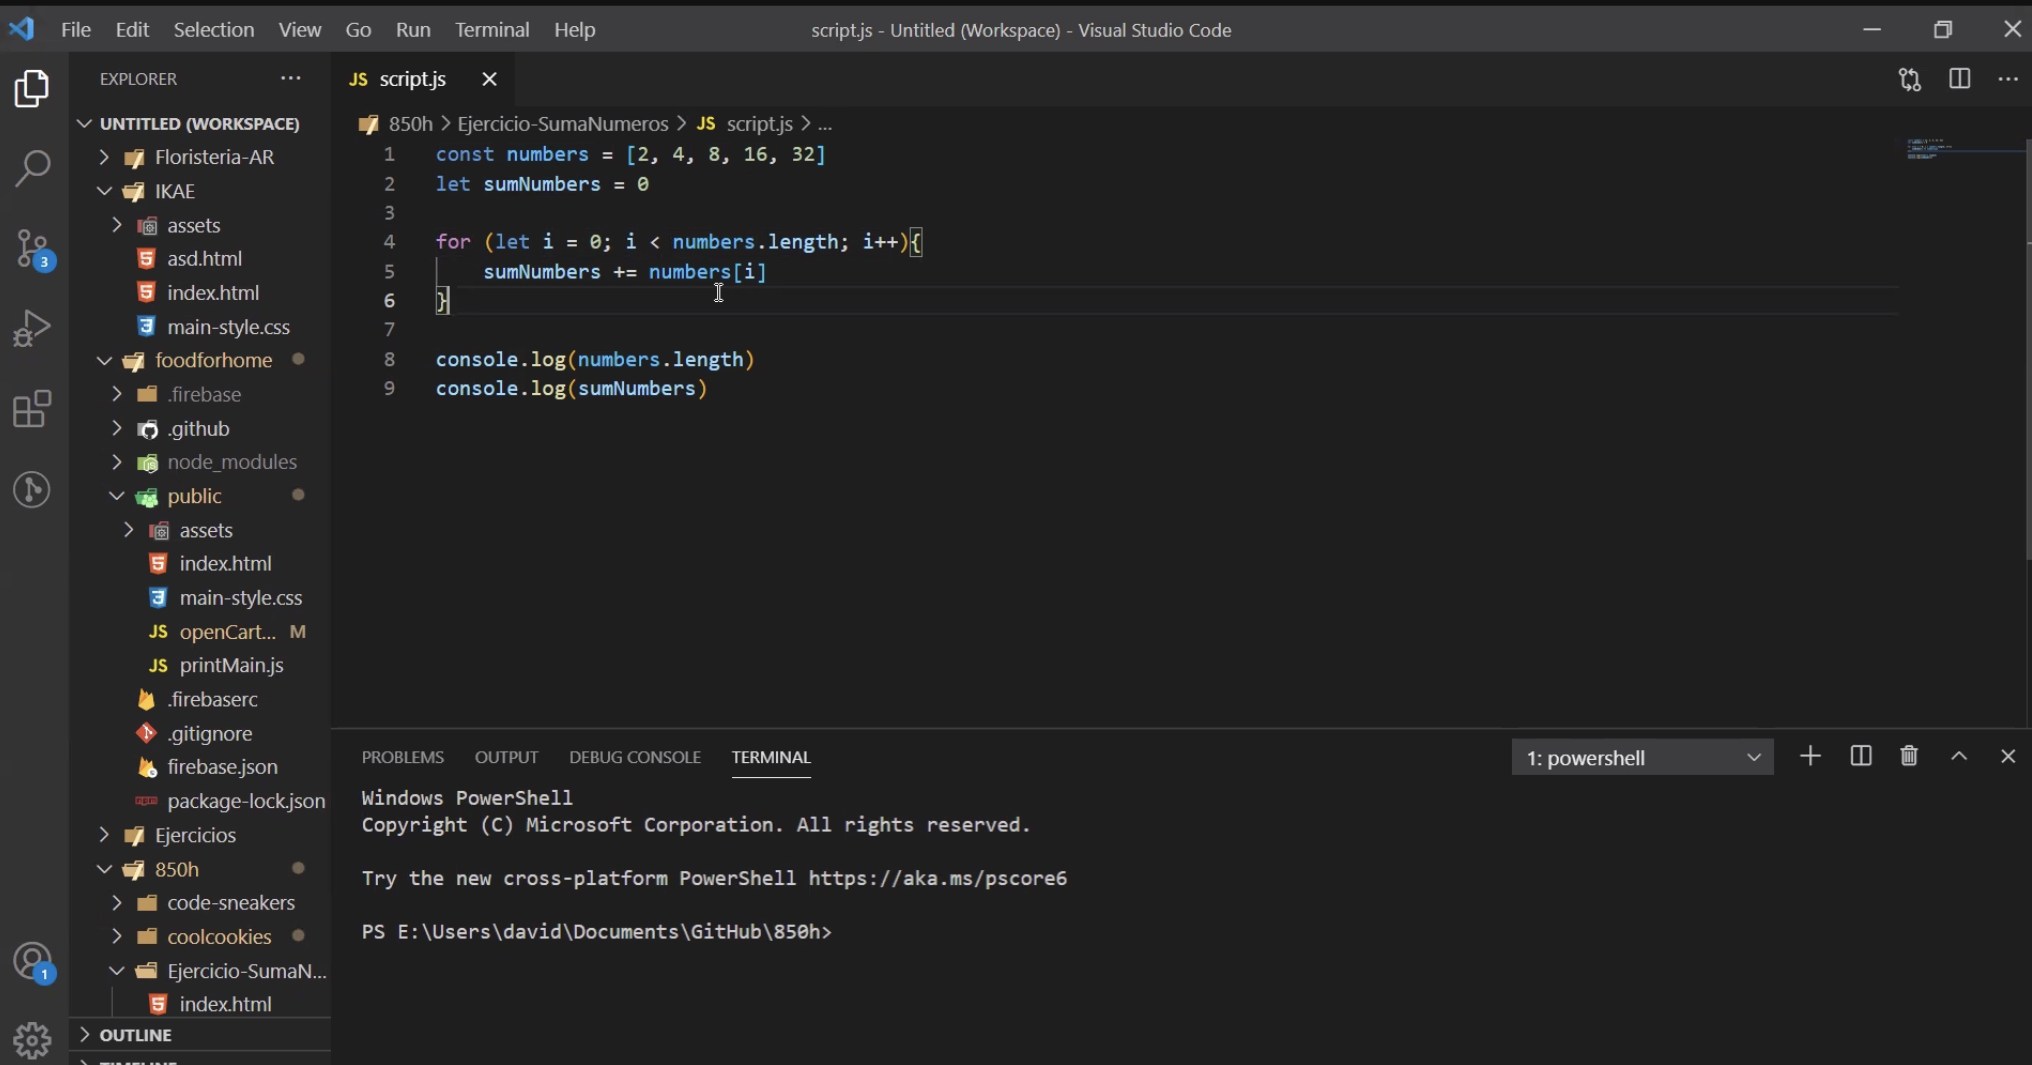 File Edit Selection View Go Run Terminal Help
script.js - Untitled (Workspace) - Visual Studio Code
EXPLORER
UNTITLED (WORKSPACE)
Floristeria-AR
IKAE
assets
asd.html
index.html
main-style.css
foodforhome
.firebase
.github
node_modules
public
assets
index.html
main-style.css
JS openCart... M
JS printMain.js
.firebaserc
.gitignore
firebase.json
package-lock.json
Ejercicios
850h
code-sneakers
coolcookies
Ejercicio-SumaN...
index.html
OUTLINE
TIMELINE
3
1
JS script.js
850h > Ejercicio-SumaNumeros > JS script.js > ...
1 const numbers = [2, 4, 8, 16, 32]
2 let sumNumbers = 0
3
4 for (let i = 0; i < numbers.length; i++){
5 sumNumbers += numbers[i]
6 }
7
8 console.log(numbers.length)
9 console.log(sumNumbers)
PROBLEMS OUTPUT DEBUG CONSOLE TERMINAL
1: powershell
Windows PowerShell
Copyright (C) Microsoft Corporation. All rights reserved.
Try the new cross-platform PowerShell https://aka.ms/pscore6
PS E:\Users\david\Documents\GitHub\850h>